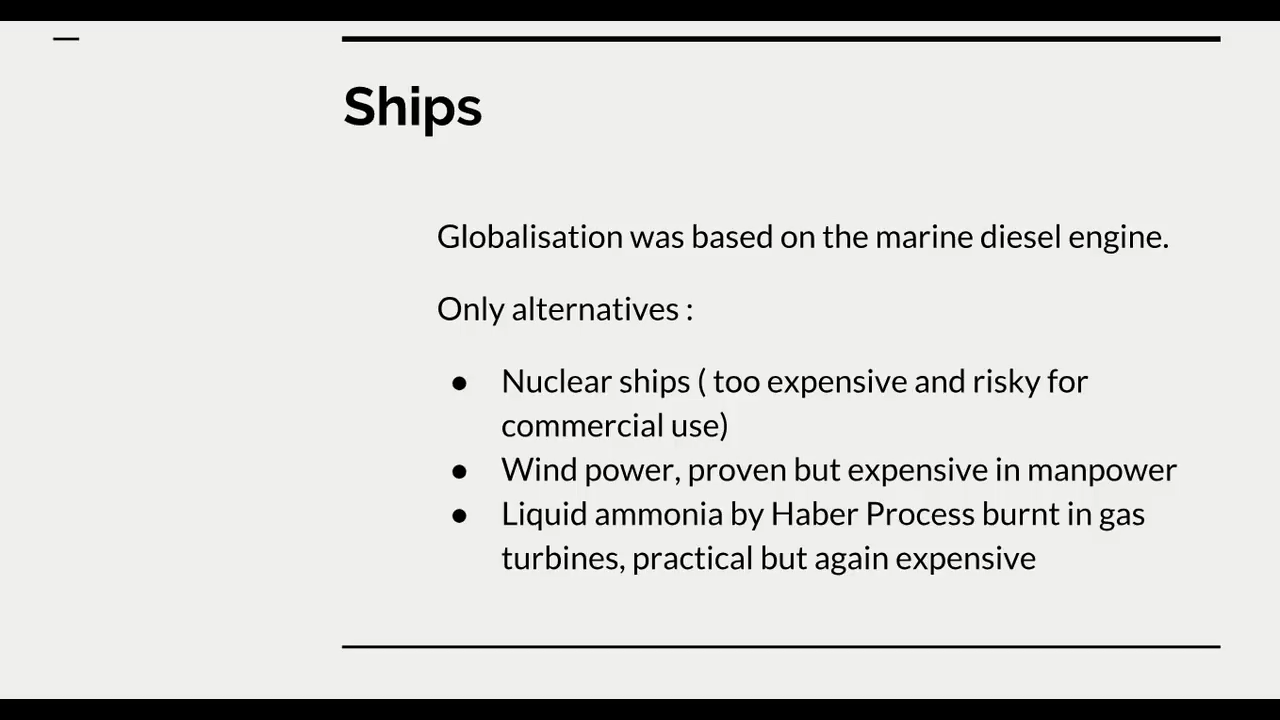 Ships
Globalisation was based on the marine diesel engine.
Only alternatives :
● Nuclear ships ( too expensive and risky for
commercial use)
● Wind power, proven but expensive in manpower
● Liquid ammonia by Haber Process burnt in gas
turbines, practical but again expensive